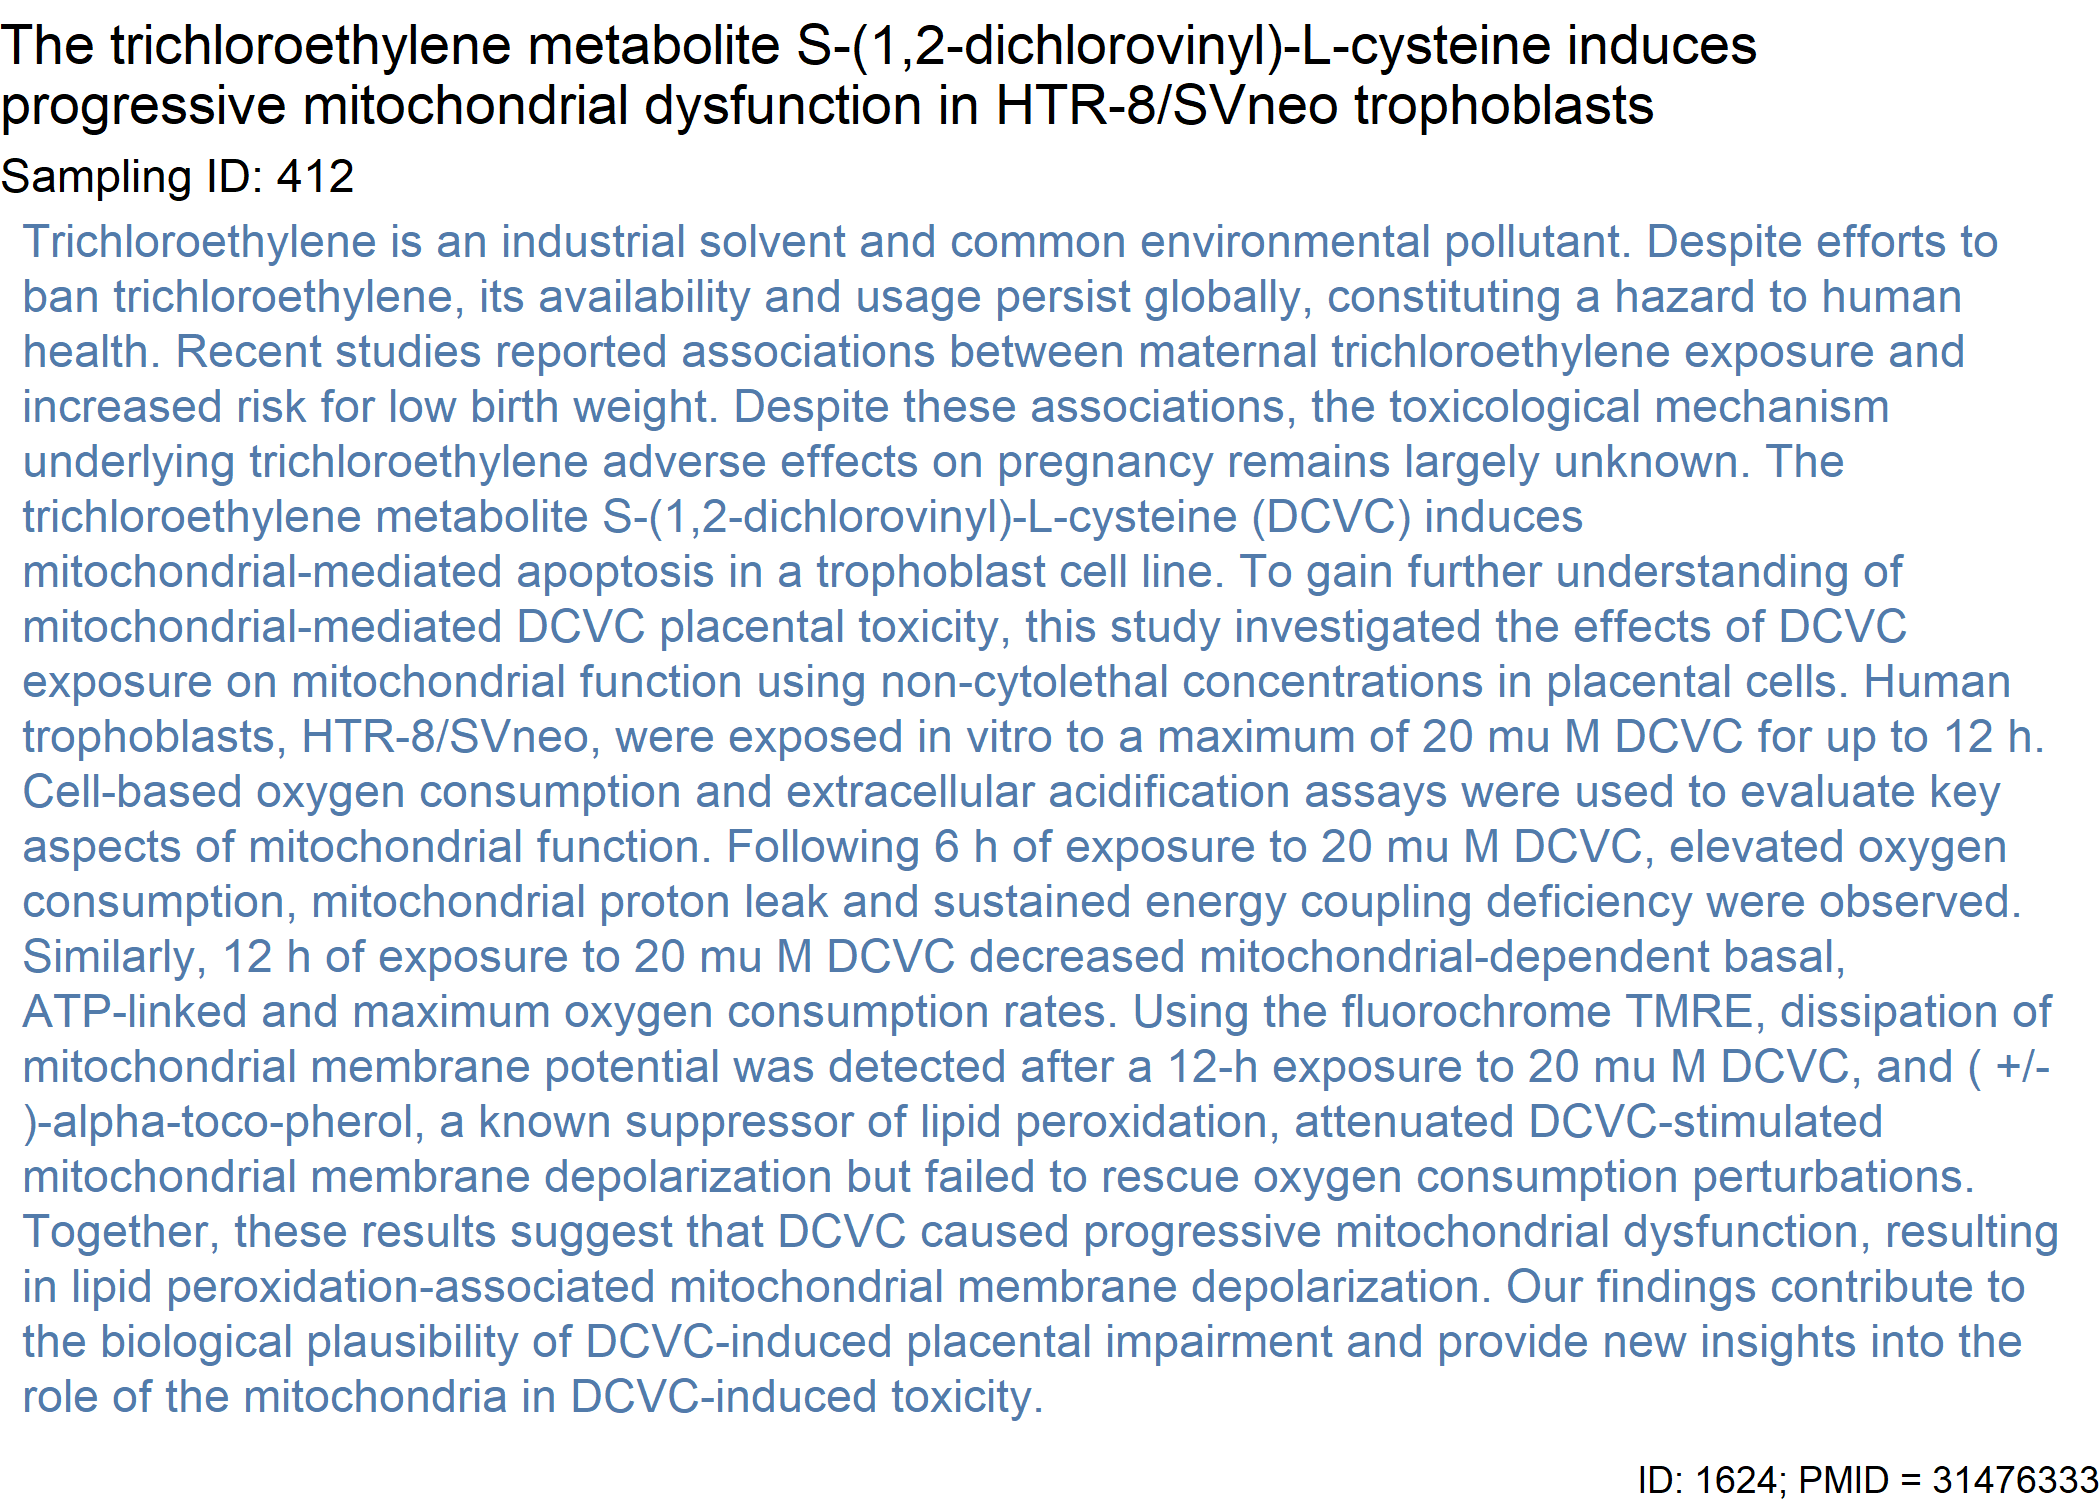 The trichloroethylene metabolite S-(1,2-dichlorovinyl)-L-cysteine induces
progressive mitochondrial dysfunction in HTR-8/SVneo trophoblasts
Sampling ID: 412
Trichloroethylene is an industrial solvent and common environmental pollutant. Despite efforts to
ban trichloroethylene, its availability and usage persist globally, constituting a hazard to human
health. Recent studies reported associations between maternal trichloroethylene exposure and
increased risk for low birth weight. Despite these associations, the toxicological mechanism
underlying trichloroethylene adverse effects on pregnancy remains largely unknown. The
trichloroethylene metabolite S-(1,2-dichlorovinyl)-L-cysteine (DCVC) induces
mitochondrial-mediated apoptosis in a trophoblast cell line. To gain further understanding of
mitochondrial-mediated DCVC placental toxicity, this study investigated the effects of DCVC
exposure on mitochondrial function using non-cytolethal concentrations in placental cells. Human
trophoblasts, HTR-8/SVneo, were exposed in vitro to a maximum of 20 mu M DCVC for up to 12 h.
Cell-based oxygen consumption and extracellular acidification assays were used to evaluate key
aspects of mitochondrial function. Following 6 h of exposure to 20 mu M DCVC, elevated oxygen
consumption, mitochondrial proton leak and sustained energy coupling deficiency were observed.
Similarly, 12 h of exposure to 20 mu M DCVC decreased mitochondrial-dependent basal,
ATP-linked and maximum oxygen consumption rates. Using the fluorochrome TMRE, dissipation of
mitochondrial membrane potential was detected after a 12-h exposure to 20 mu M DCVC, and ( +/-
)-alpha-toco-pherol, a known suppressor of lipid peroxidation, attenuated DCVC-stimulated
mitochondrial membrane depolarization but failed to rescue oxygen consumption perturbations.
Together, these results suggest that DCVC caused progressive mitochondrial dysfunction, resulting
in lipid peroxidation-associated mitochondrial membrane depolarization. Our findings contribute to
the biological plausibility of DCVC-induced placental impairment and provide new insights into the
role of the mitochondria in DCVC-induced toxicity.
ID: 1624; PMID = 31476333